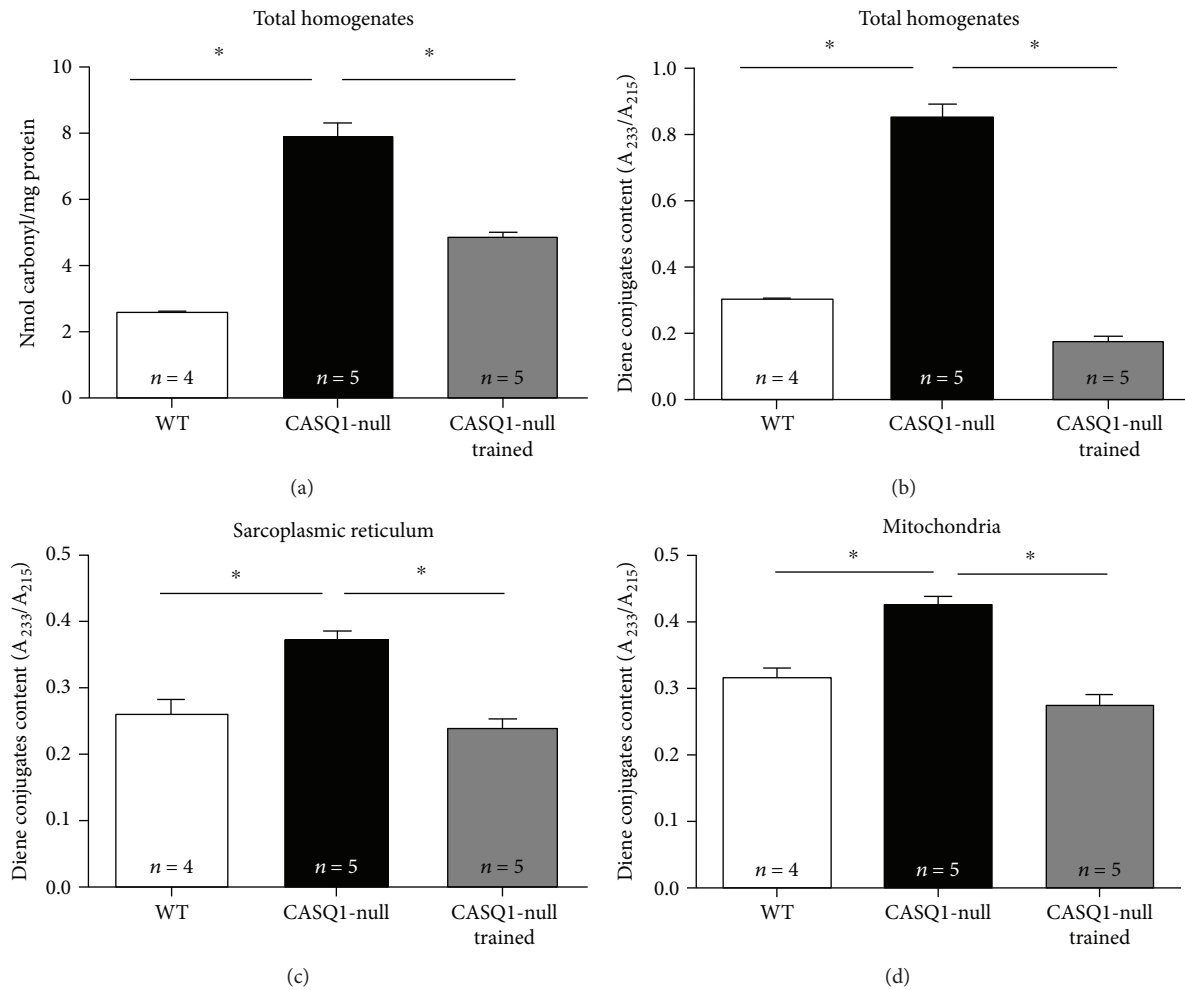 Total homogenates
*
*
Nmol carbonyl/mg protein
10
8
6
4
2
0
n = 4
n = 5
n = 5
WT
CASQ1-null
CASQ1-null
trained
(a)
Total homogenates
*
*
Diene conjugates content (A₂₃₃/A₂₁₅)
1.0
0.8
0.6
0.4
0.2
0.0
n = 4
n = 5
n = 5
WT
CASQ1-null
CASQ1-null
trained
(b)
Sarcoplasmic reticulum
*
*
Diene conjugates content (A₂₃₃/A₂₁₅)
0.5
0.4
0.3
0.2
0.1
0.0
n = 4
n = 5
n = 5
WT
CASQ1-null
CASQ1-null
trained
(c)
Mitochondria
*
*
Diene conjugates content (A₂₃₃/A₂₁₅)
0.5
0.4
0.3
0.2
0.1
0.0
n = 4
n = 5
n = 5
WT
CASQ1-null
CASQ1-null
trained
(d)